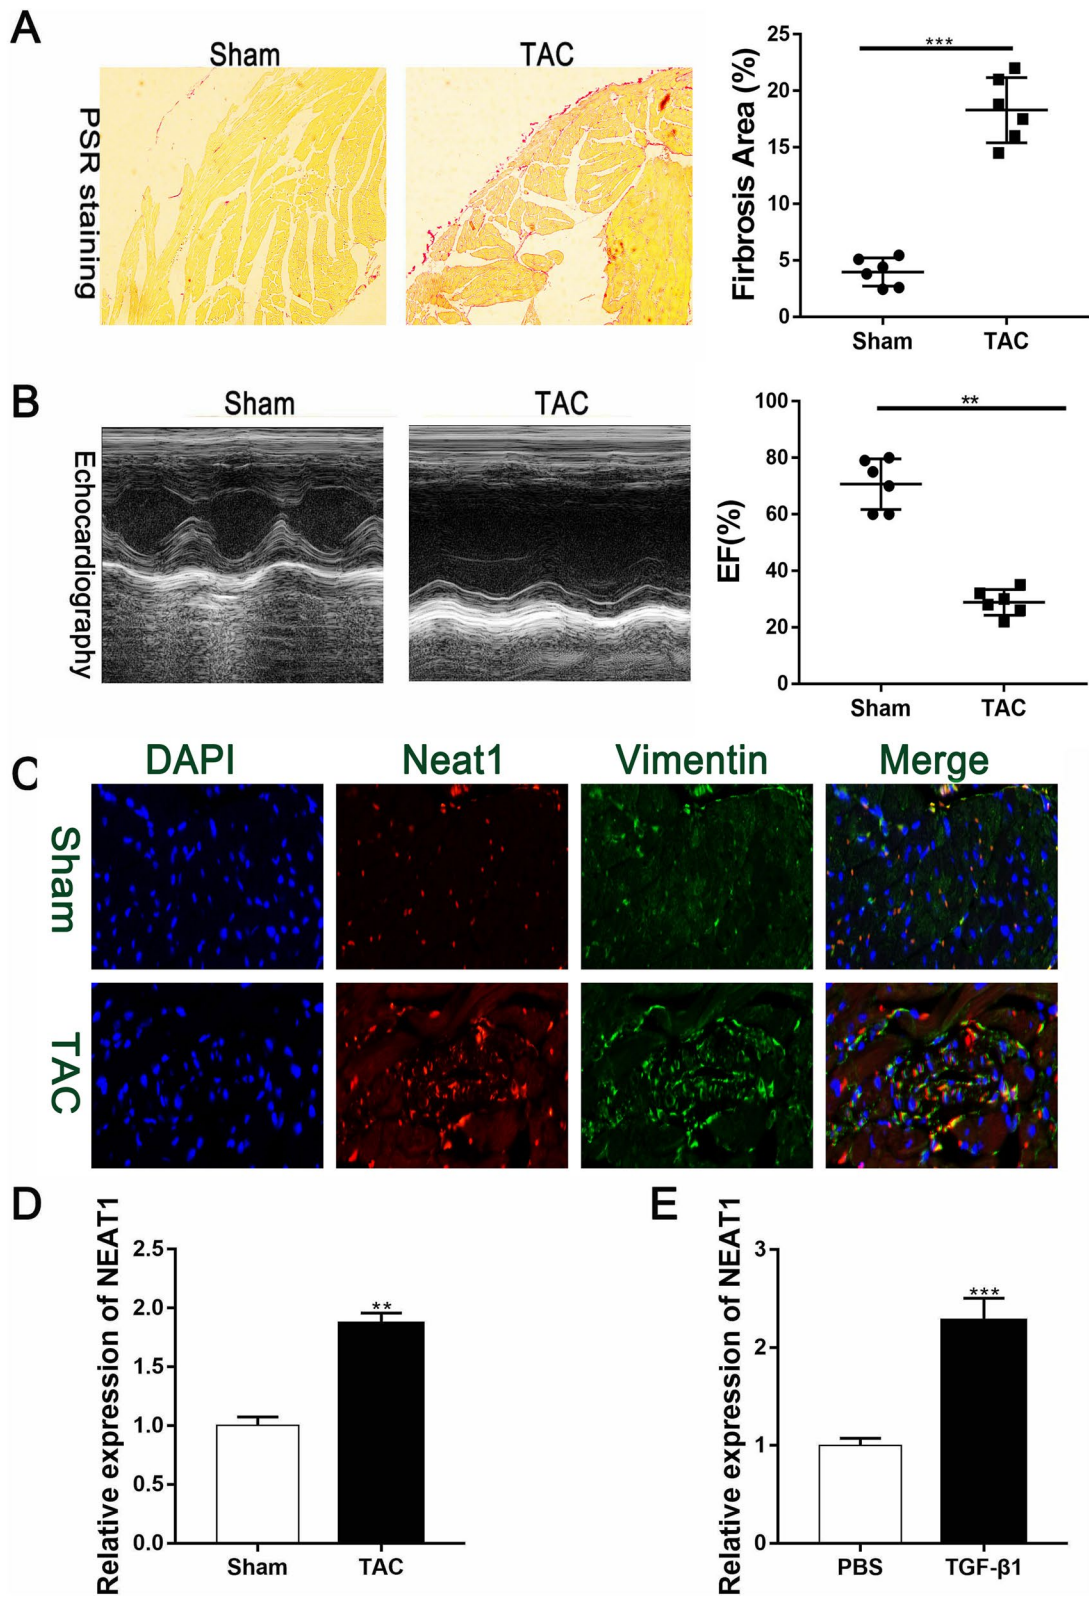 A
Sham
TAC
PSR staining
Firbrosis Area (%)
25
20
15
10
5
0
***
Sham
TAC
B
Sham
TAC
Echocardiography
EF(%)
100
80
60
40
20
0
**
Sham
TAC
C
DAPI
Neat1
Vimentin
Merge
Sham
TAC
D
Relative expression of NEAT1
2.5
2.0
1.5
1.0
0.5
0.0
**
Sham
TAC
E
Relative expression of NEAT1
3
2
1
0
***
PBS
TGF-β1